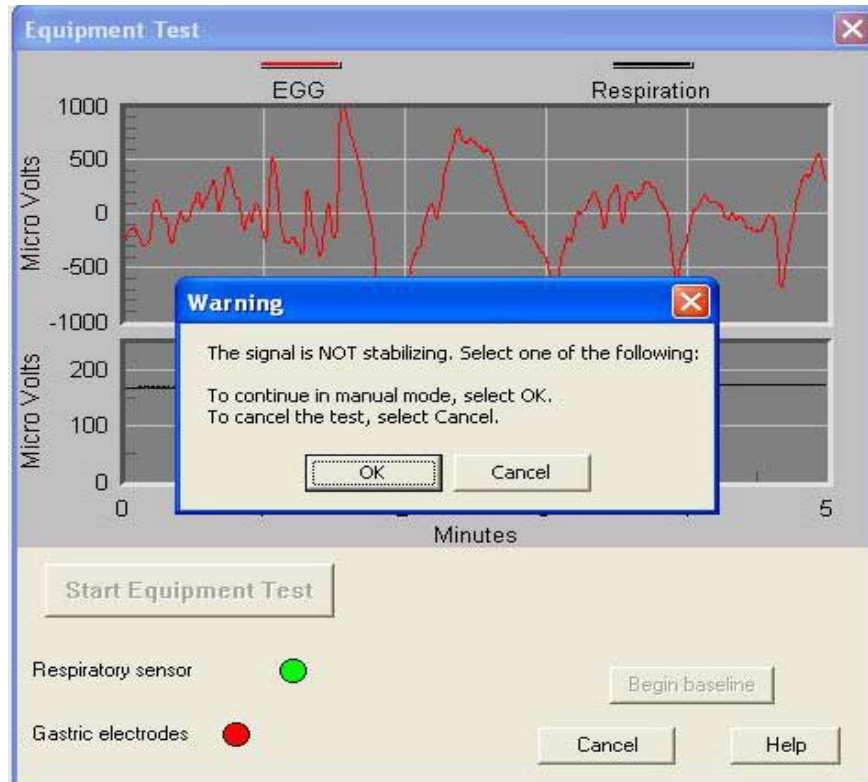 Equipment Test
EGG Respiration
1000
500
0
-500
-1000
Micro Volts
Warning
The signal is NOT stabilizing. Select one of the following:
To continue in manual mode, select OK.
To cancel the test, select Cancel.
OK Cancel
200
100
0
Micro Volts
0 5
Minutes
Start Equipment Test
Respiratory sensor
Begin baseline
Gastric electrodes
Cancel Help